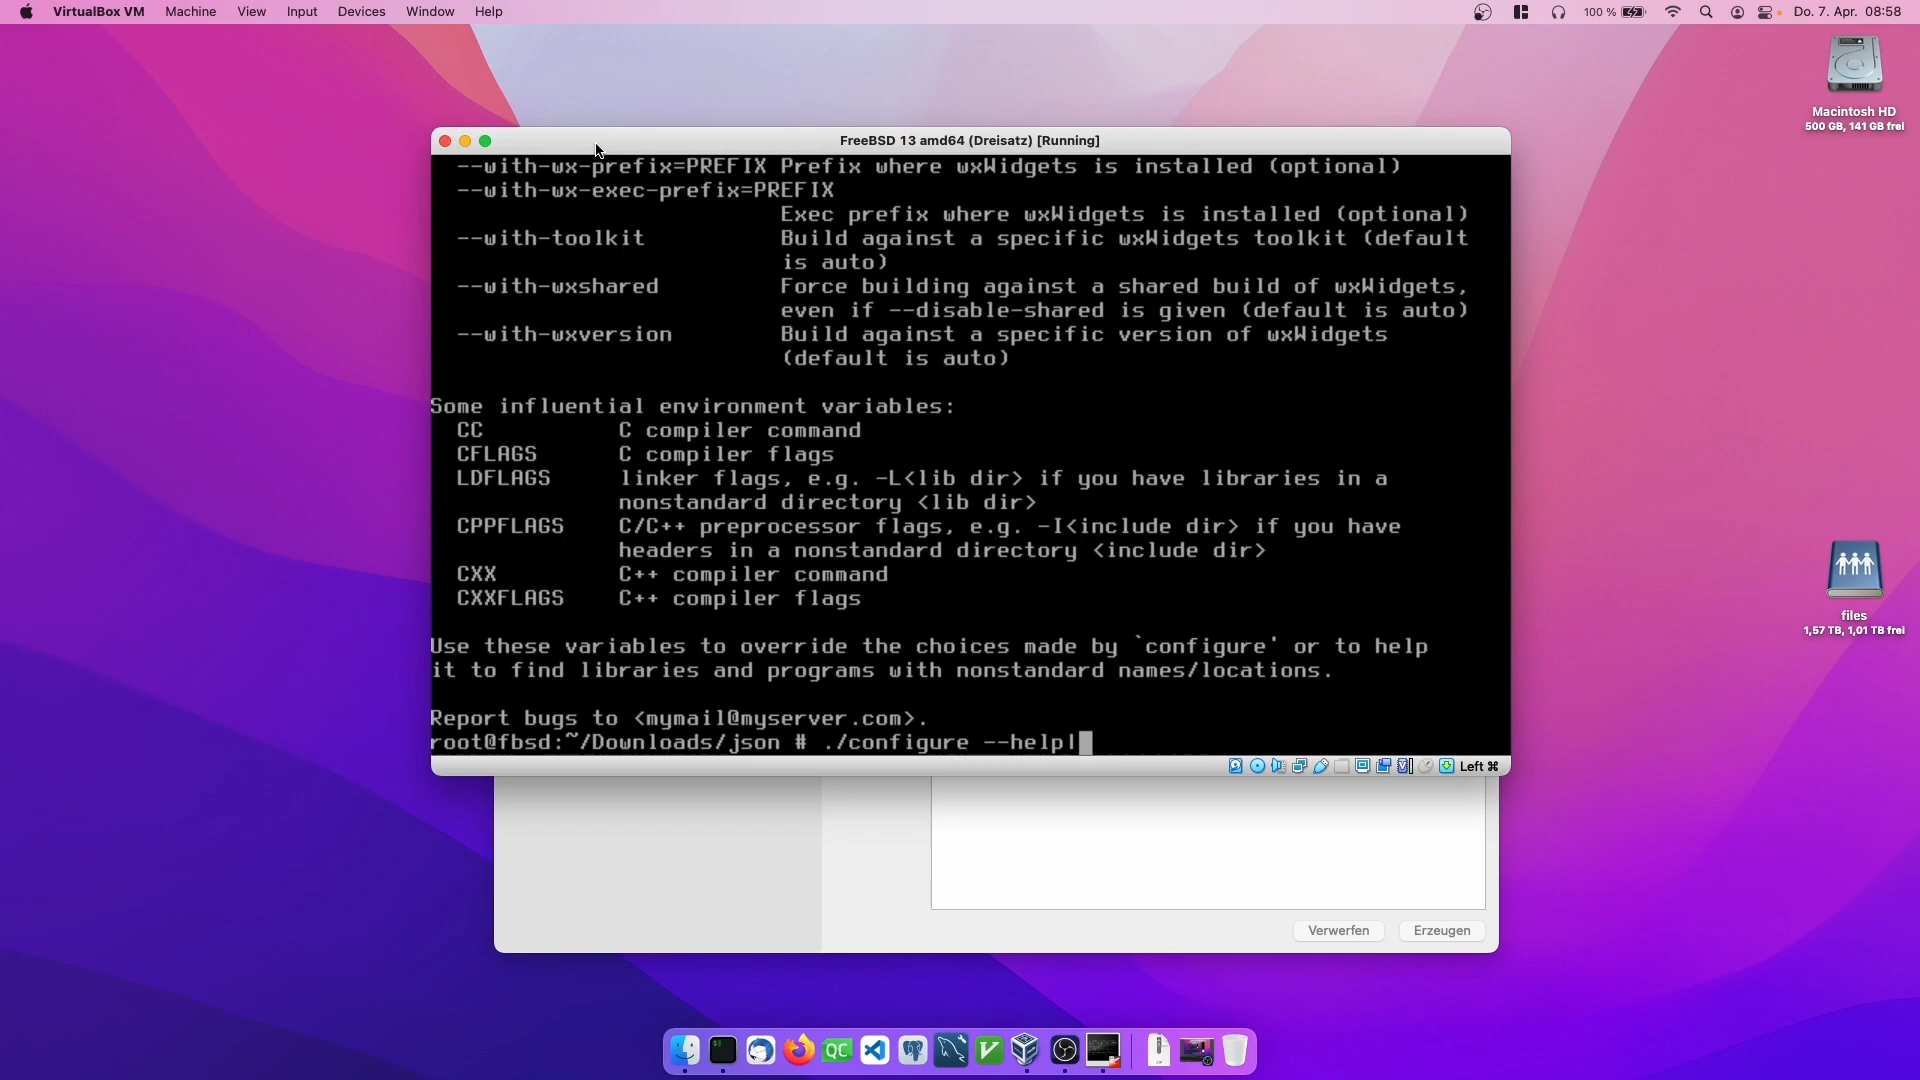 VirtualBox VM Machine View Input Devices Window Help 100 % Do. 7. Apr. 08:58
Macintosh HD
500 GB, 141 GB frei
FreeBSD 13 amd64 (Dreisatz) [Running]
--with-wx-prefix=PREFIX Prefix where wxWidgets is installed (optional)
--with-wx-exec-prefix=PREFIX
Exec prefix where wxWidgets is installed (optional)
--with-toolkit Build against a specific wxWidgets toolkit (default
is auto)
--with-wxshared Force building against a shared build of wxWidgets,
even if --disable-shared is given (default is auto)
--with-wxversion Build against a specific version of wxWidgets
(default is auto)
Some influential environment variables:
CC C compiler command
CFLAGS C compiler flags
LDFLAGS linker flags, e.g. -L<lib dir> if you have libraries in a
nonstandard directory <lib dir>
CPPFLAGS C/C++ preprocessor flags, e.g. -I<include dir> if you have
headers in a nonstandard directory <include dir>
CXX C++ compiler command
CXXFLAGS C++ compiler flags
Use these variables to override the choices made by `configure' or to help
it to find libraries and programs with nonstandard names/locations.
Report bugs to <mymail@myserver.com>.
root@fbsd:~/Downloads/json # ./configure --help|
Left ⌘
files
1,57 TB, 1,01 TB frei
Verwerfen Erzeugen
QC